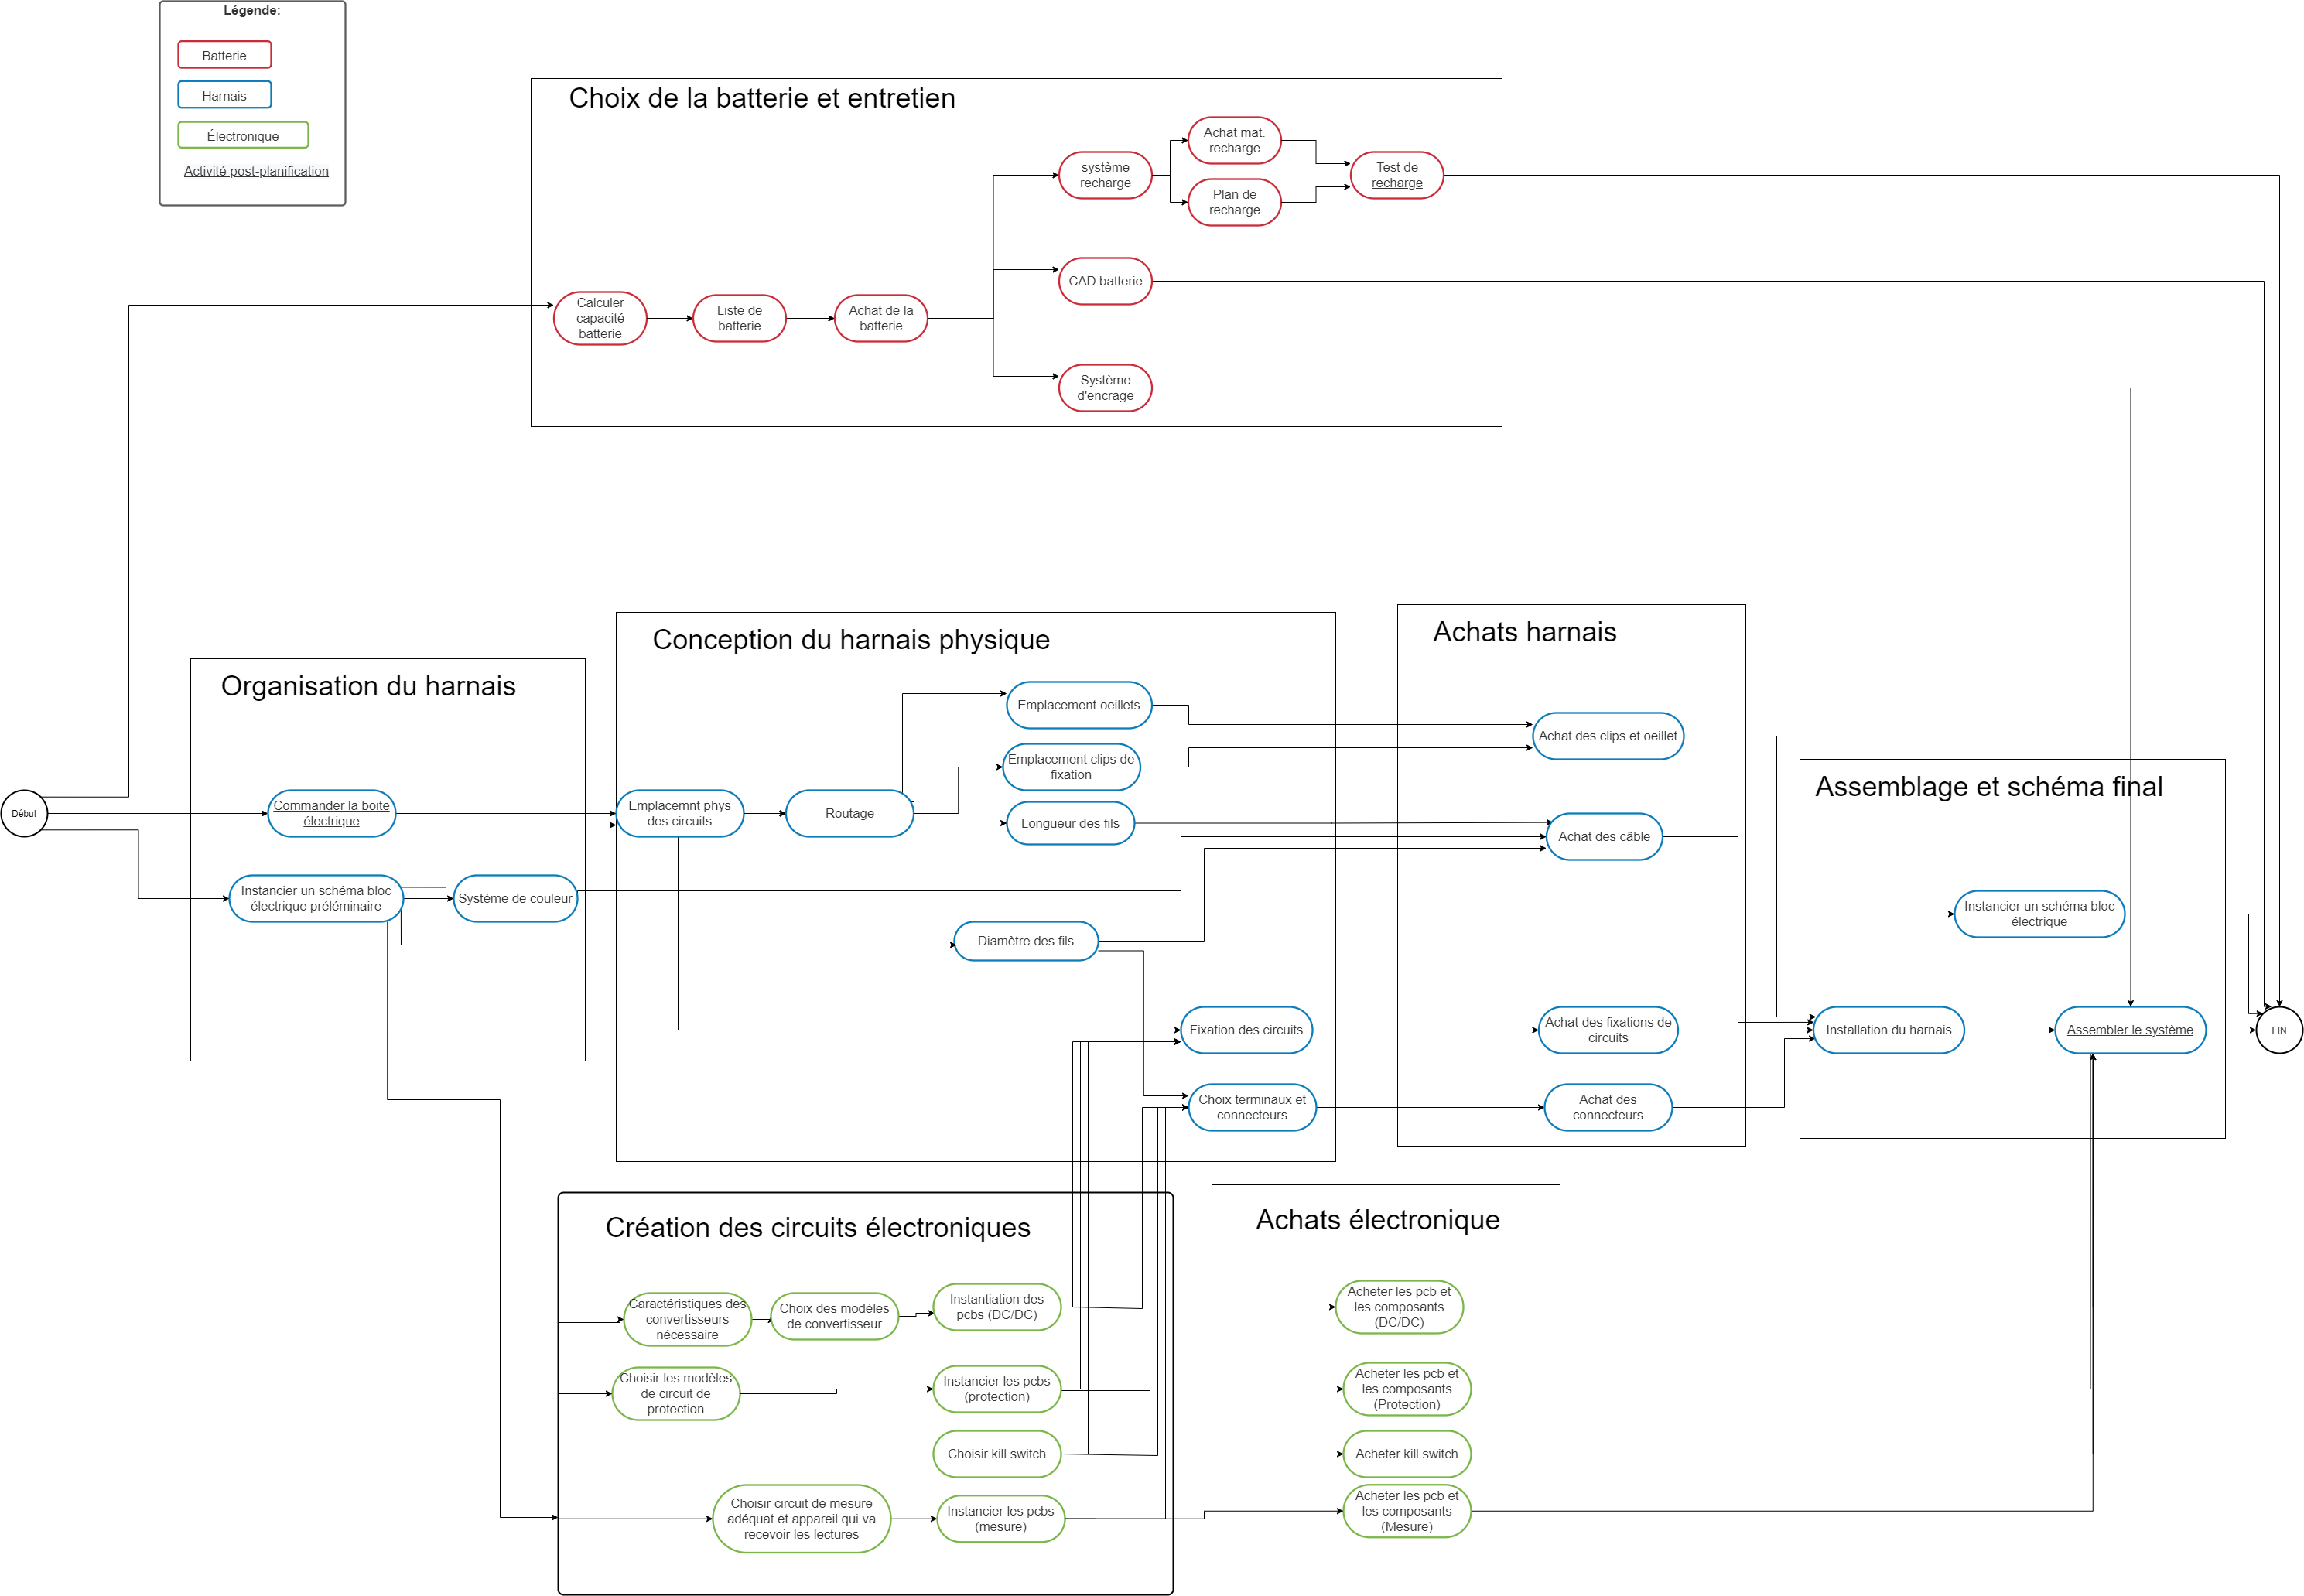 Légende:
Batterie
Harnais
Électronique
Activité post-planification
Choix de la batterie et entretien
Achat mat.
recharge
système
recharge
Plan de
recharge
Test de
recharge
CAD batterie
Calculer
capacité
batterie
Liste de
batterie
Achat de la
batterie
Système
d'encrage
Organisation du harnais
Début
Commander la boite
électrique
Instancier un schéma bloc
électrique préléminaire
Système de couleur
Conception du harnais physique
Emplacement oeillets
Emplacement clips de
fixation
Emplacemnt phys
des circuits
Routage
Longueur des fils
Diamètre des fils
Fixation des circuits
Choix terminaux et
connecteurs
Achats harnais
Achat des clips et oeillet
Achat des câble
Achat des fixations de
circuits
Achat des
connecteurs
Assemblage et schéma final
Instancier un schéma bloc
électrique
Installation du harnais
Assembler le système
FIN
Création des circuits électroniques
Caractéristiques des
convertisseurs
nécessaire
Choix des modèles
de convertisseur
Instantiation des
pcbs (DC/DC)
Choisir les modèles
de circuit de
protection
Instancier les pcbs
(protection)
Choisir kill switch
Choisir circuit de mesure
adéquat et appareil qui va
recevoir les lectures
Instancier les pcbs
(mesure)
Achats électronique
Acheter les pcb et
les composants
(DC/DC)
Acheter les pcb et
les composants
(Protection)
Acheter kill switch
Acheter les pcb et
les composants
(Mesure)